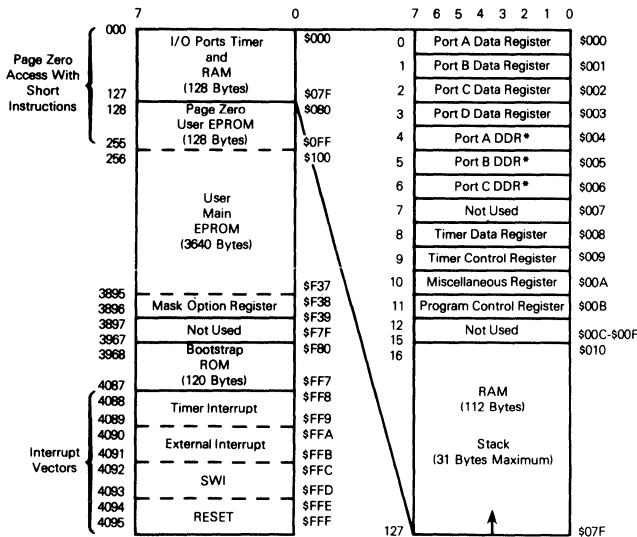 7 0
000
Page Zero
Access With
Short
Instructions
I/O Ports Timer
and
RAM
(128 Bytes)
$000
127
$07F
128
$080
Page Zero
User EPROM
(128 Bytes)
255
$0FF
256
$100
User
Main
EPROM
(3640 Bytes)
3895
$F37
3896
Mask Option Register
$F38
3897
$F39
Not Used
3967
$F7F
3968
$F80
Bootstrap
ROM
(120 Bytes)
4087
$FF7
Interrupt
Vectors
4088
$FF8
Timer Interrupt
4089
$FF9
4090
$FFA
External Interrupt
4091
$FFB
4092
$FFC
SWI
4093
$FFD
4094
$FFE
RESET
4095
$FFF
7 6 5 4 3 2 1 0
0 Port A Data Register $000
1 Port B Data Register $001
2 Port C Data Register $002
3 Port D Data Register $003
4 Port A DDR* $004
5 Port B DDR* $005
6 Port C DDR* $006
7 Not Used $007
8 Timer Data Register $008
9 Timer Control Register $009
10 Miscellaneous Register $00A
11 Program Control Register $00B
12
Not Used $00C-$00F
15
16 $010
RAM
(112 Bytes)
Stack
(31 Bytes Maximum)
127 $07F